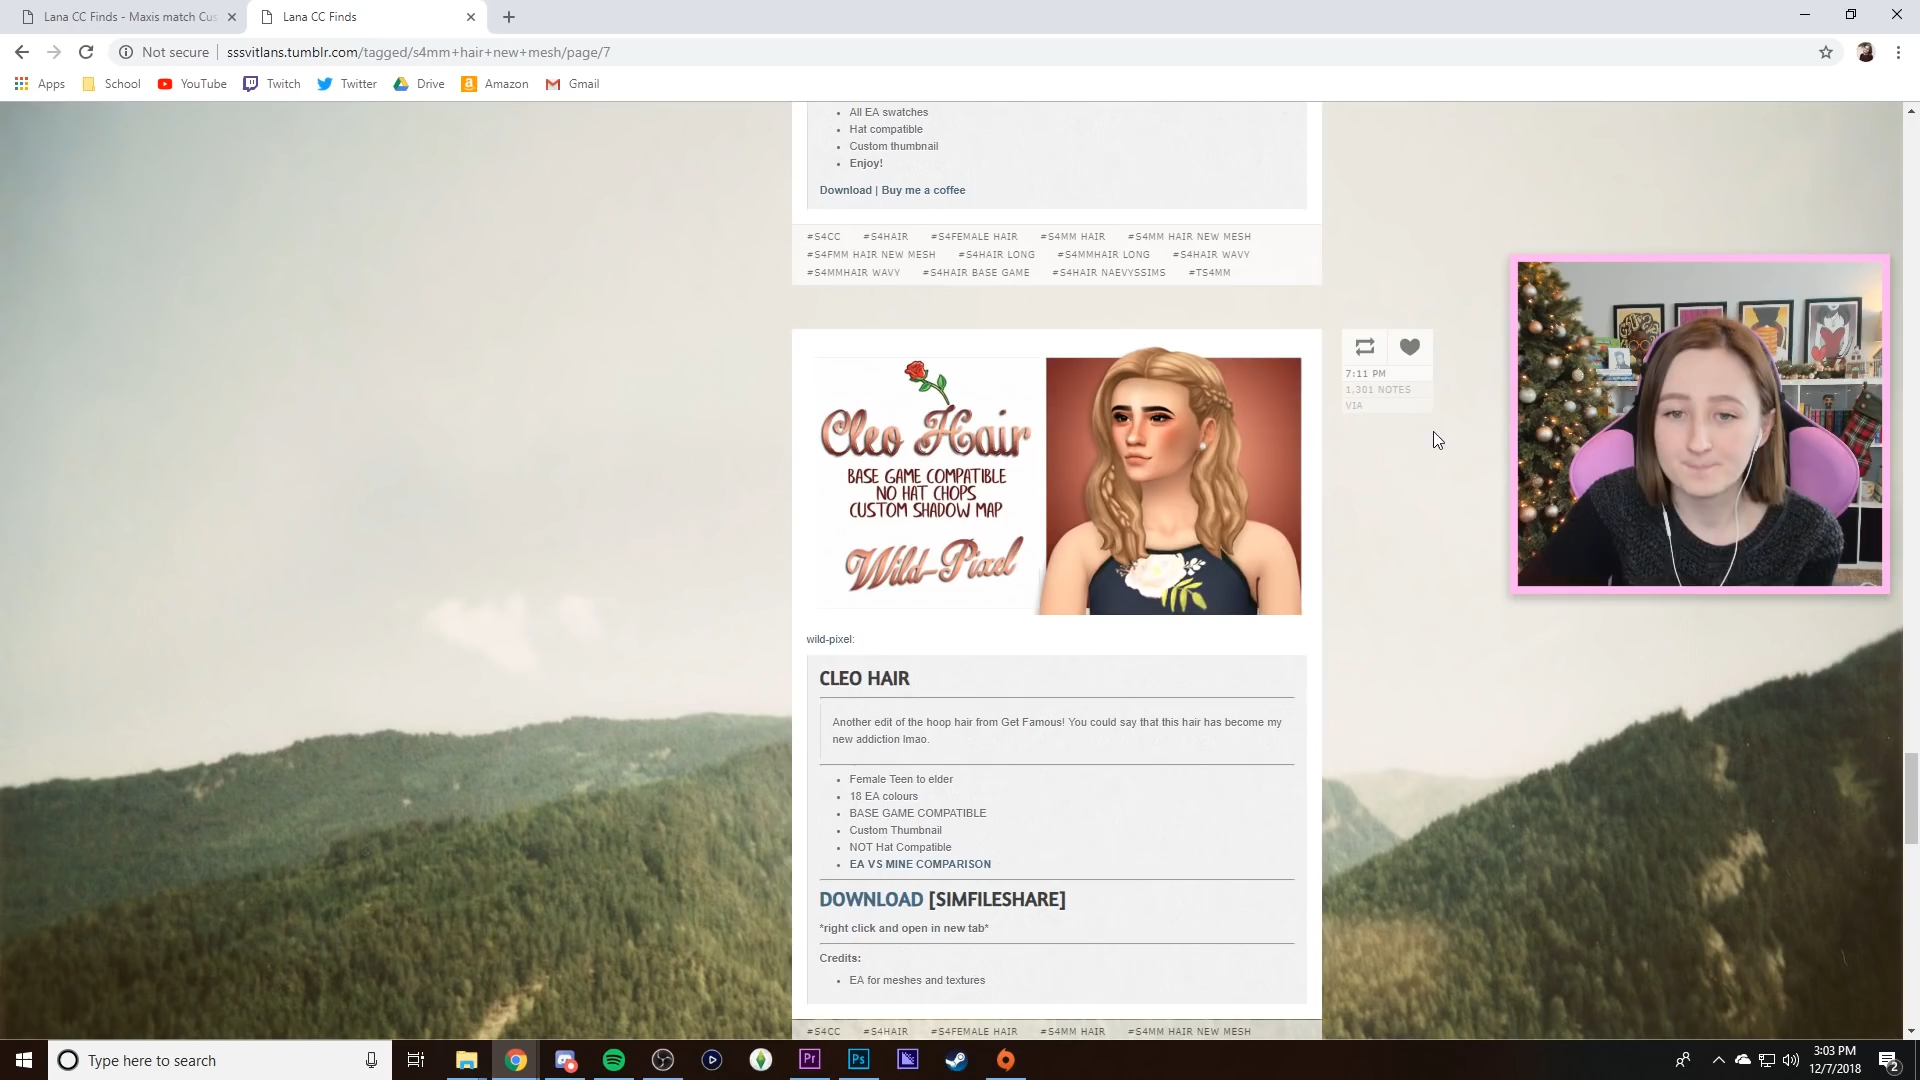 Lana CC Finds - Maxis match Cus
Lana CC Finds
Not secure
sssvitlans.tumblr.com/tagged/s4mm+hair+new+mesh/page/7
Apps
School
YouTube
Twitch
Twitter
Drive
Amazon
Gmail
All EA swatches
Hat compatible
Custom thumbnail
Enjoy!
Download | Buy me a coffee
#S4CC #S4HAIR #S4FEMALE HAIR #S4MM HAIR #S4MM HAIR NEW MESH
#S4FMM HAIR NEW MESH #S4HAIR LONG #S4MMHAIR LONG #S4HAIR WAVY
#S4MMHAIR WAVY #S4HAIR BASE GAME #S4HAIR NAEVYSSIMS #TS4MM
7:11 PM
1,301 NOTES
VIA
Cleo Hair
BASE GAME COMPATIBLE
NO HAT CHOPS
CUSTOM SHADOW MAP
Wild-Pixel
wild-pixel:
CLEO HAIR
Another edit of the hoop hair from Get Famous! You could say that this hair has become my
new addiction lmao.
Female Teen to elder
18 EA colours
BASE GAME COMPATIBLE
Custom Thumbnail
NOT Hat Compatible
EA VS MINE COMPARISON
DOWNLOAD [SIMFILESHARE]
*right click and open in new tab*
Credits:
EA for meshes and textures
#S4CC #S4HAIR #S4FEMALE HAIR #S4MM HAIR #S4MM HAIR NEW MESH
Type here to search
Pr
Ps
3:03 PM
12/7/2018
2